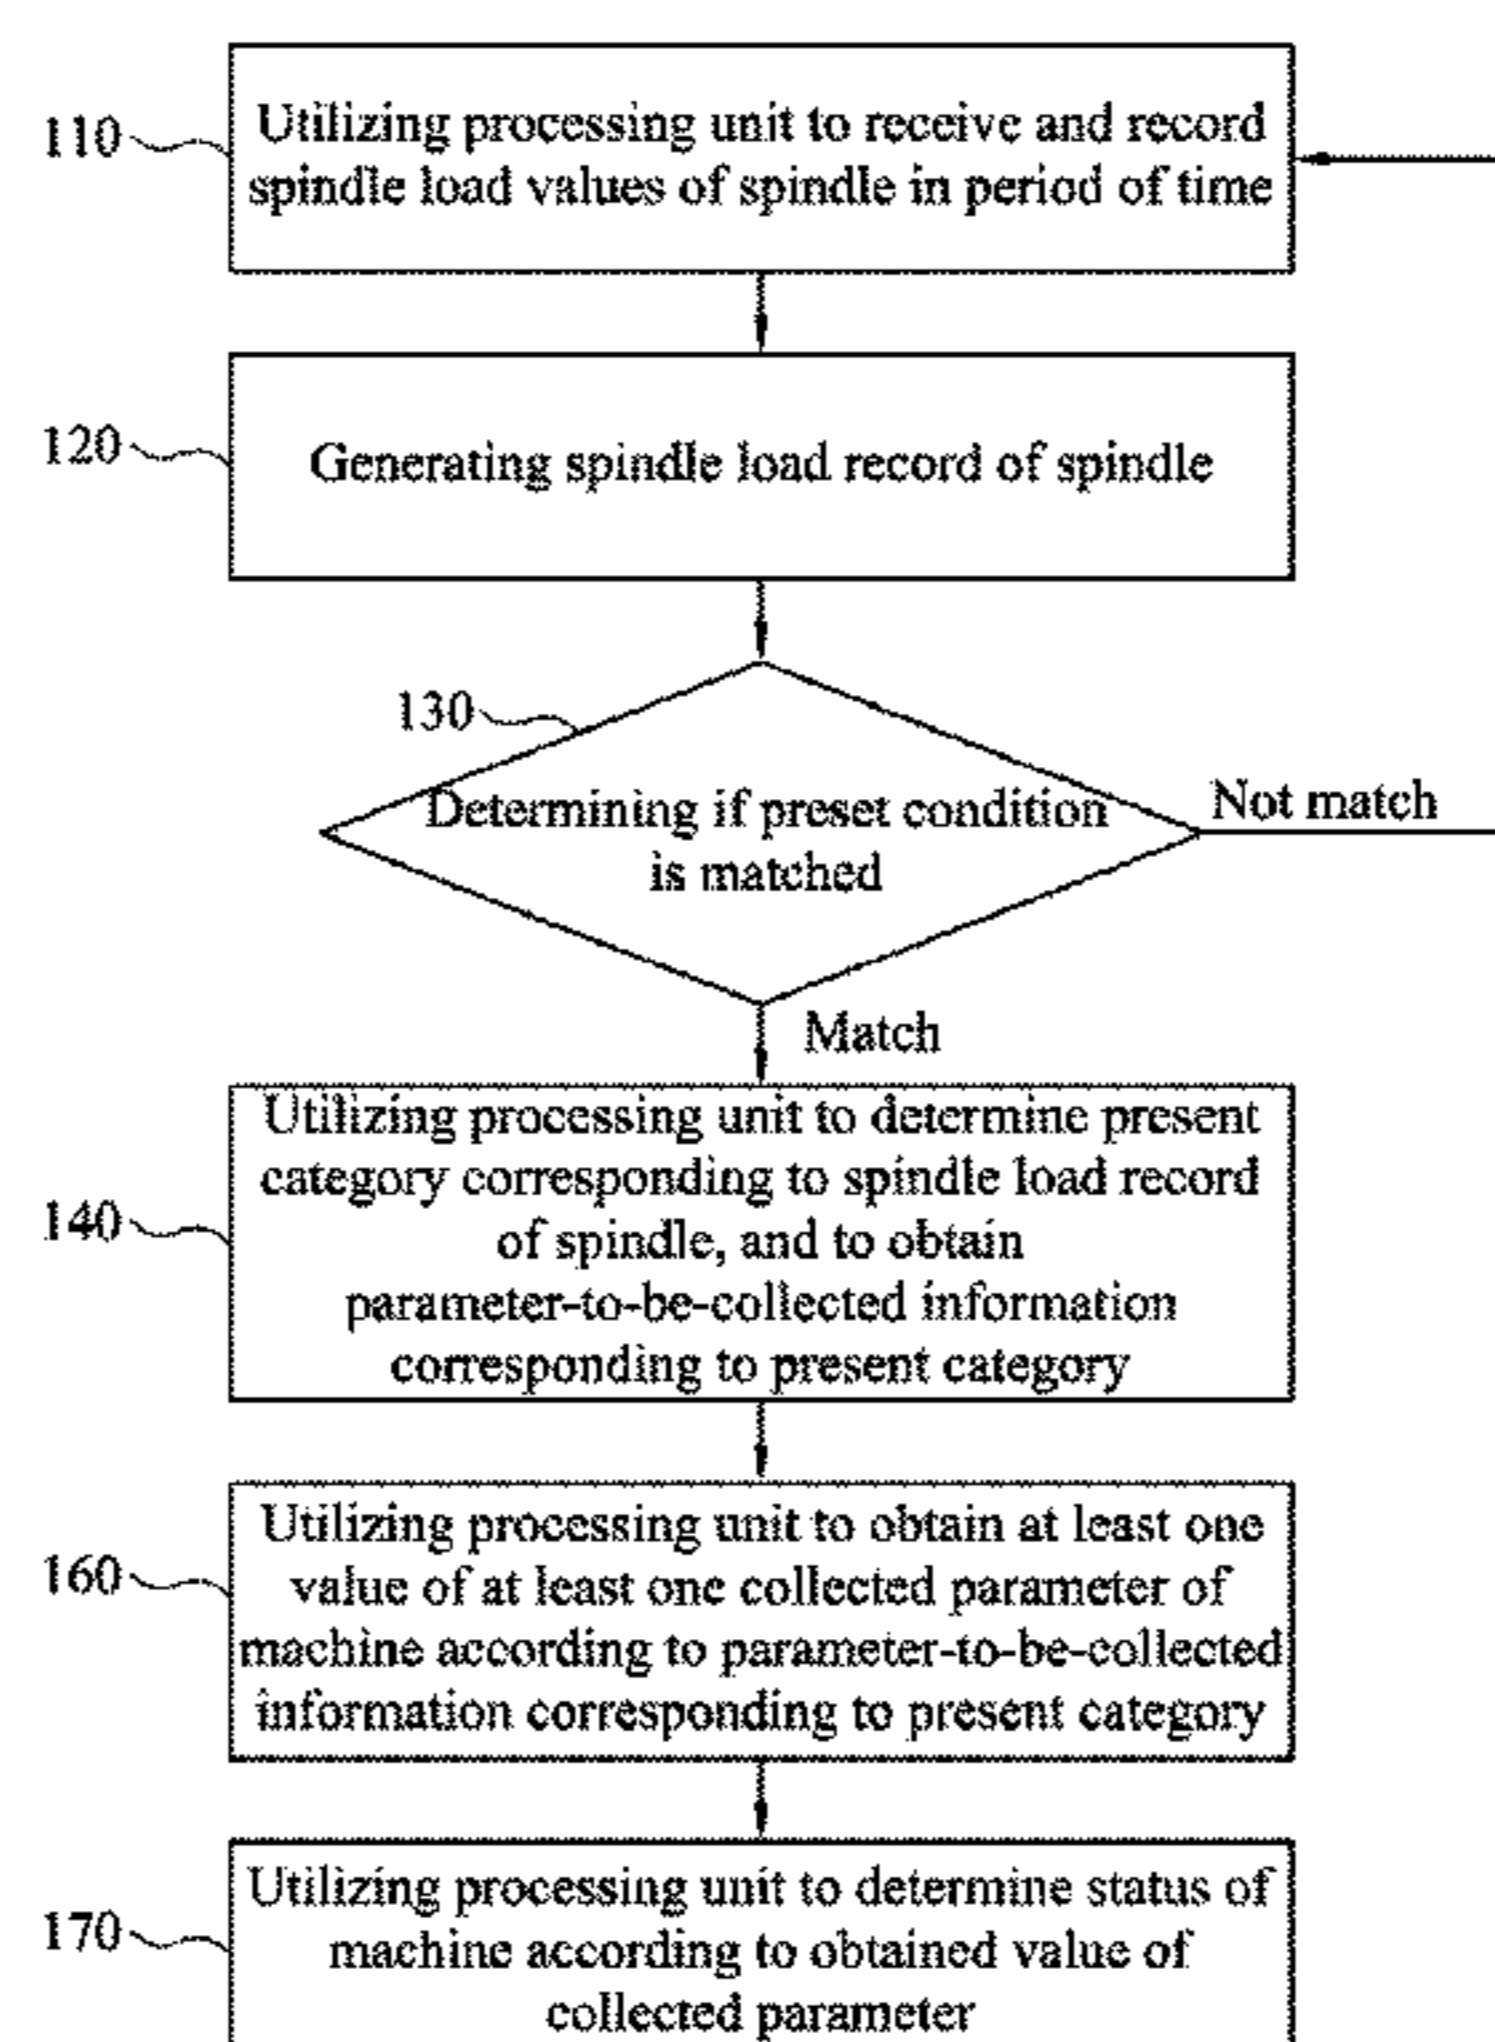 110
Utilizing processing unit to receive and record
spindle load values of spindle in period of time
120
Generating spindle load record of spindle
130
Determining if preset condition
is matched
Not match
Match
140
Utilizing processing unit to determine present
category corresponding to spindle load record
of spindle, and to obtain
parameter-to-be-collected information
corresponding to present category
160
Utilizing processing unit to obtain at least one
value of at least one collected parameter of
machine according to parameter-to-be-collected
information corresponding to present category
170
Utilizing processing unit to determine status of
machine according to obtained value of
collected parameter